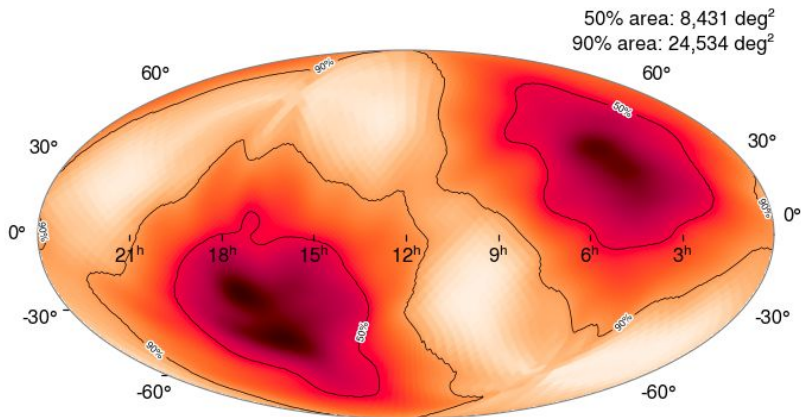 50% area: 8,431 deg²
90% area: 24,534 deg²
60° 90% 60°
50%
30° 30°
90%
0° 90% 0°
21h 18h 15h 12h 9h 6h 3h
-30° 50% 90% -30°
90%
-60° -60°